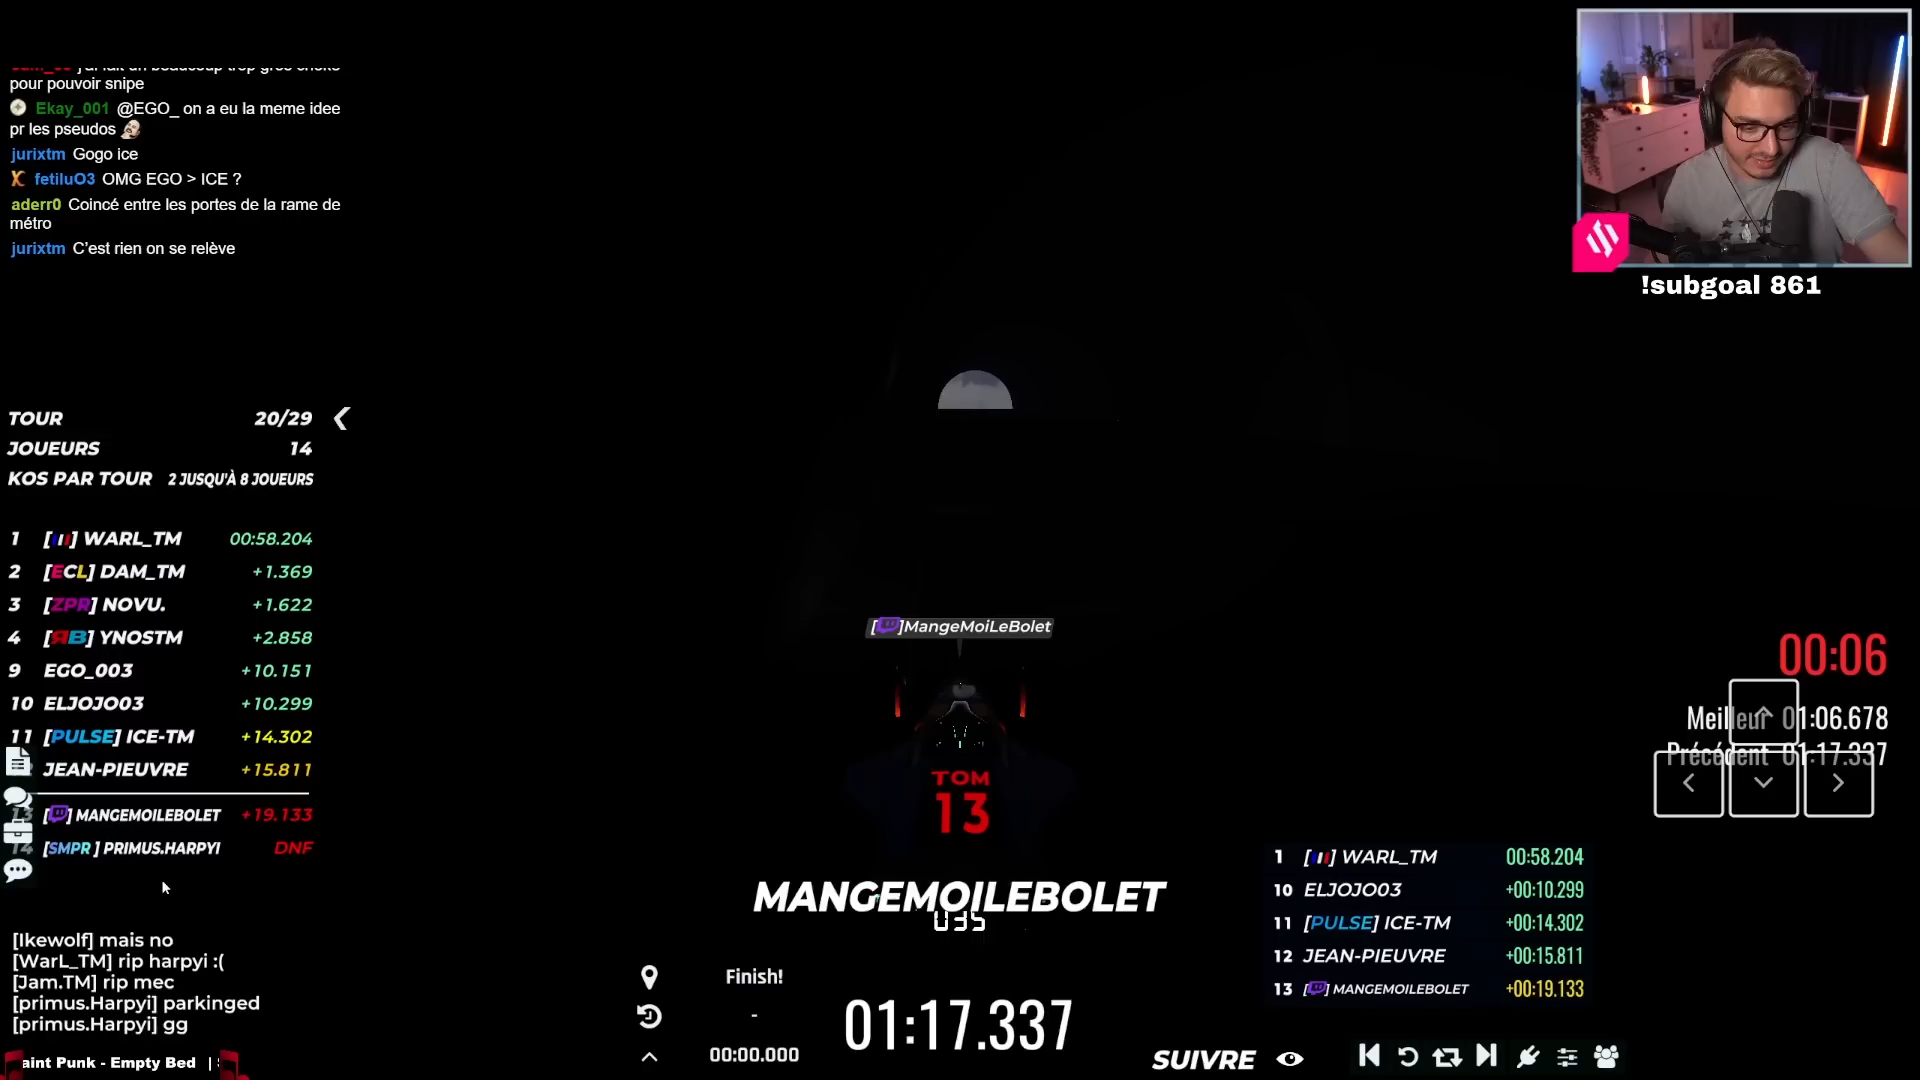 pour pouvoir snipe
Ekay_001 @EGO_ on a eu la meme idee
pr les pseudos
jurixtm Gogo ice
fetiluO3 OMG EGO > ICE ?
aderr0 Coincé entre les portes de la rame de
métro
jurixtm C'est rien on se relève
!subgoal 861
TOUR 20/29
JOUEURS 14
KOS PAR TOUR 2 JUSQU'À 8 JOUEURS
1 [III] WARL_TM 00:58.204
2 [ECL] DAM_TM +1.369
3 [ZPR] NOVU. +1.622
4 [ЯB] YNOSTM +2.858
9 EGO_003 +10.151
10 ELJOJO03 +10.299
11 [PULSE] ICE-TM +14.302
JEAN-PIEUVRE +15.811
13 [] MANGEMOILEBOLET +19.133
14 [SMPR ] PRIMUS.HARPYI DNF
[Ikewolf] mais no
[WarL_TM] rip harpyi :(
[Jam.TM] rip mec
[primus.Harpyi] parkinged
[primus.Harpyi] gg
aint Punk - Empty Bed |
[]MangeMoiLeBolet
TOM
13
MANGEMOILEBOLET
035
Finish!
-
00:00.000
01:17.337
00:06
Meilleur 01:06.678
Précédent 01:17.337
1 [III] WARL_TM 00:58.204
10 ELJOJO03 +00:10.299
11 [PULSE] ICE-TM +00:14.302
12 JEAN-PIEUVRE +00:15.811
13 [] MANGEMOILEBOLET +00:19.133
SUIVRE